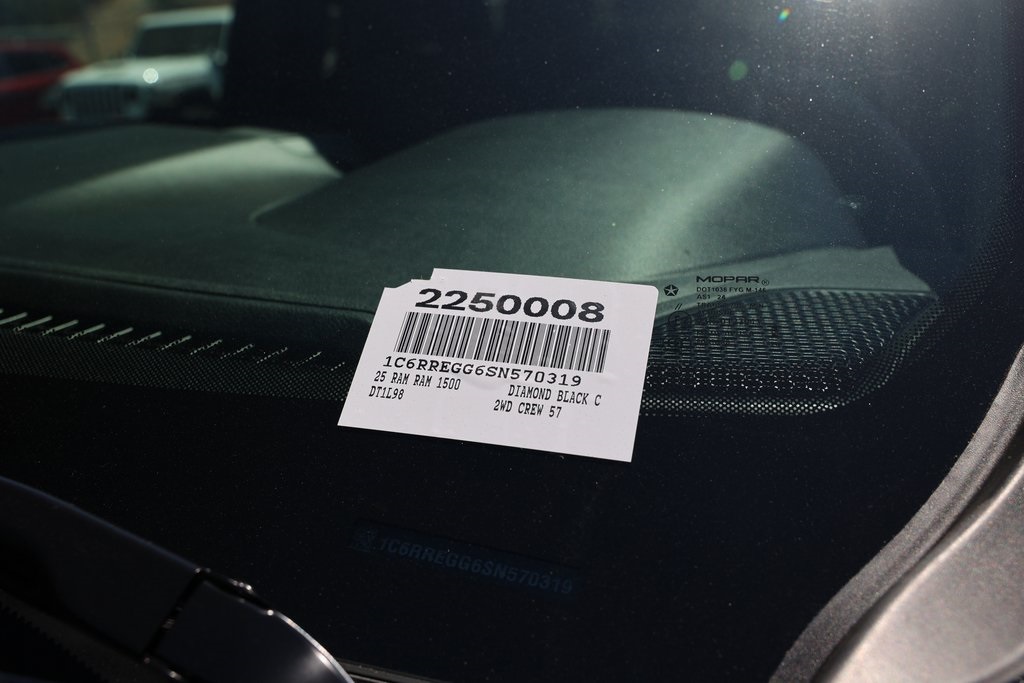 2250008
1C6RREGG6SN570319
25 RAM RAM 1500 DIAMOND BLACK C
DT1L98 2WD CREW 57
MOPAR®
1C6RREGG6SN570319